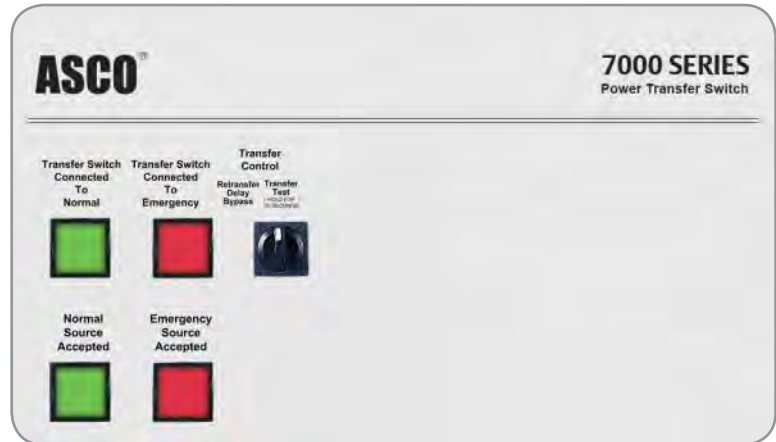 ASCO®
7000 SERIES
Power Transfer Switch
Transfer Switch
Connected
To
Normal
Transfer Switch
Connected
To
Emergency
Transfer
Control
Retransfer
Delay
Bypass
Transfer
Test
Normal
Source
Accepted
Emergency
Source
Accepted